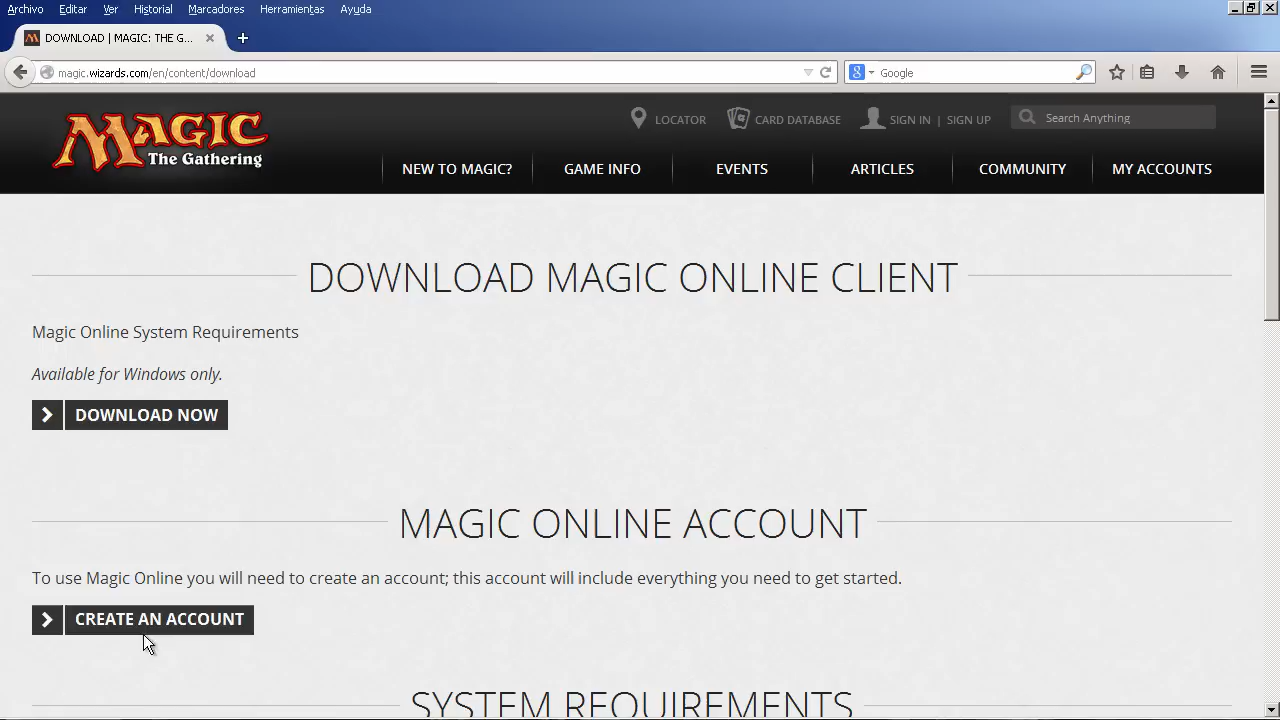 Archivo Editar Ver Historial Marcadores Herramientas Ayuda
DOWNLOAD | MAGIC: THE G...
magic.wizards.com/en/content/download
Google
MAGIC
The Gathering
LOCATOR
CARD DATABASE
SIGN IN | SIGN UP
Search Anything
NEW TO MAGIC?
GAME INFO
EVENTS
ARTICLES
COMMUNITY
MY ACCOUNTS
DOWNLOAD MAGIC ONLINE CLIENT
Magic Online System Requirements
Available for Windows only.
DOWNLOAD NOW
MAGIC ONLINE ACCOUNT
To use Magic Online you will need to create an account; this account will include everything you need to get started.
CREATE AN ACCOUNT
SYSTEM REQUIREMENTS